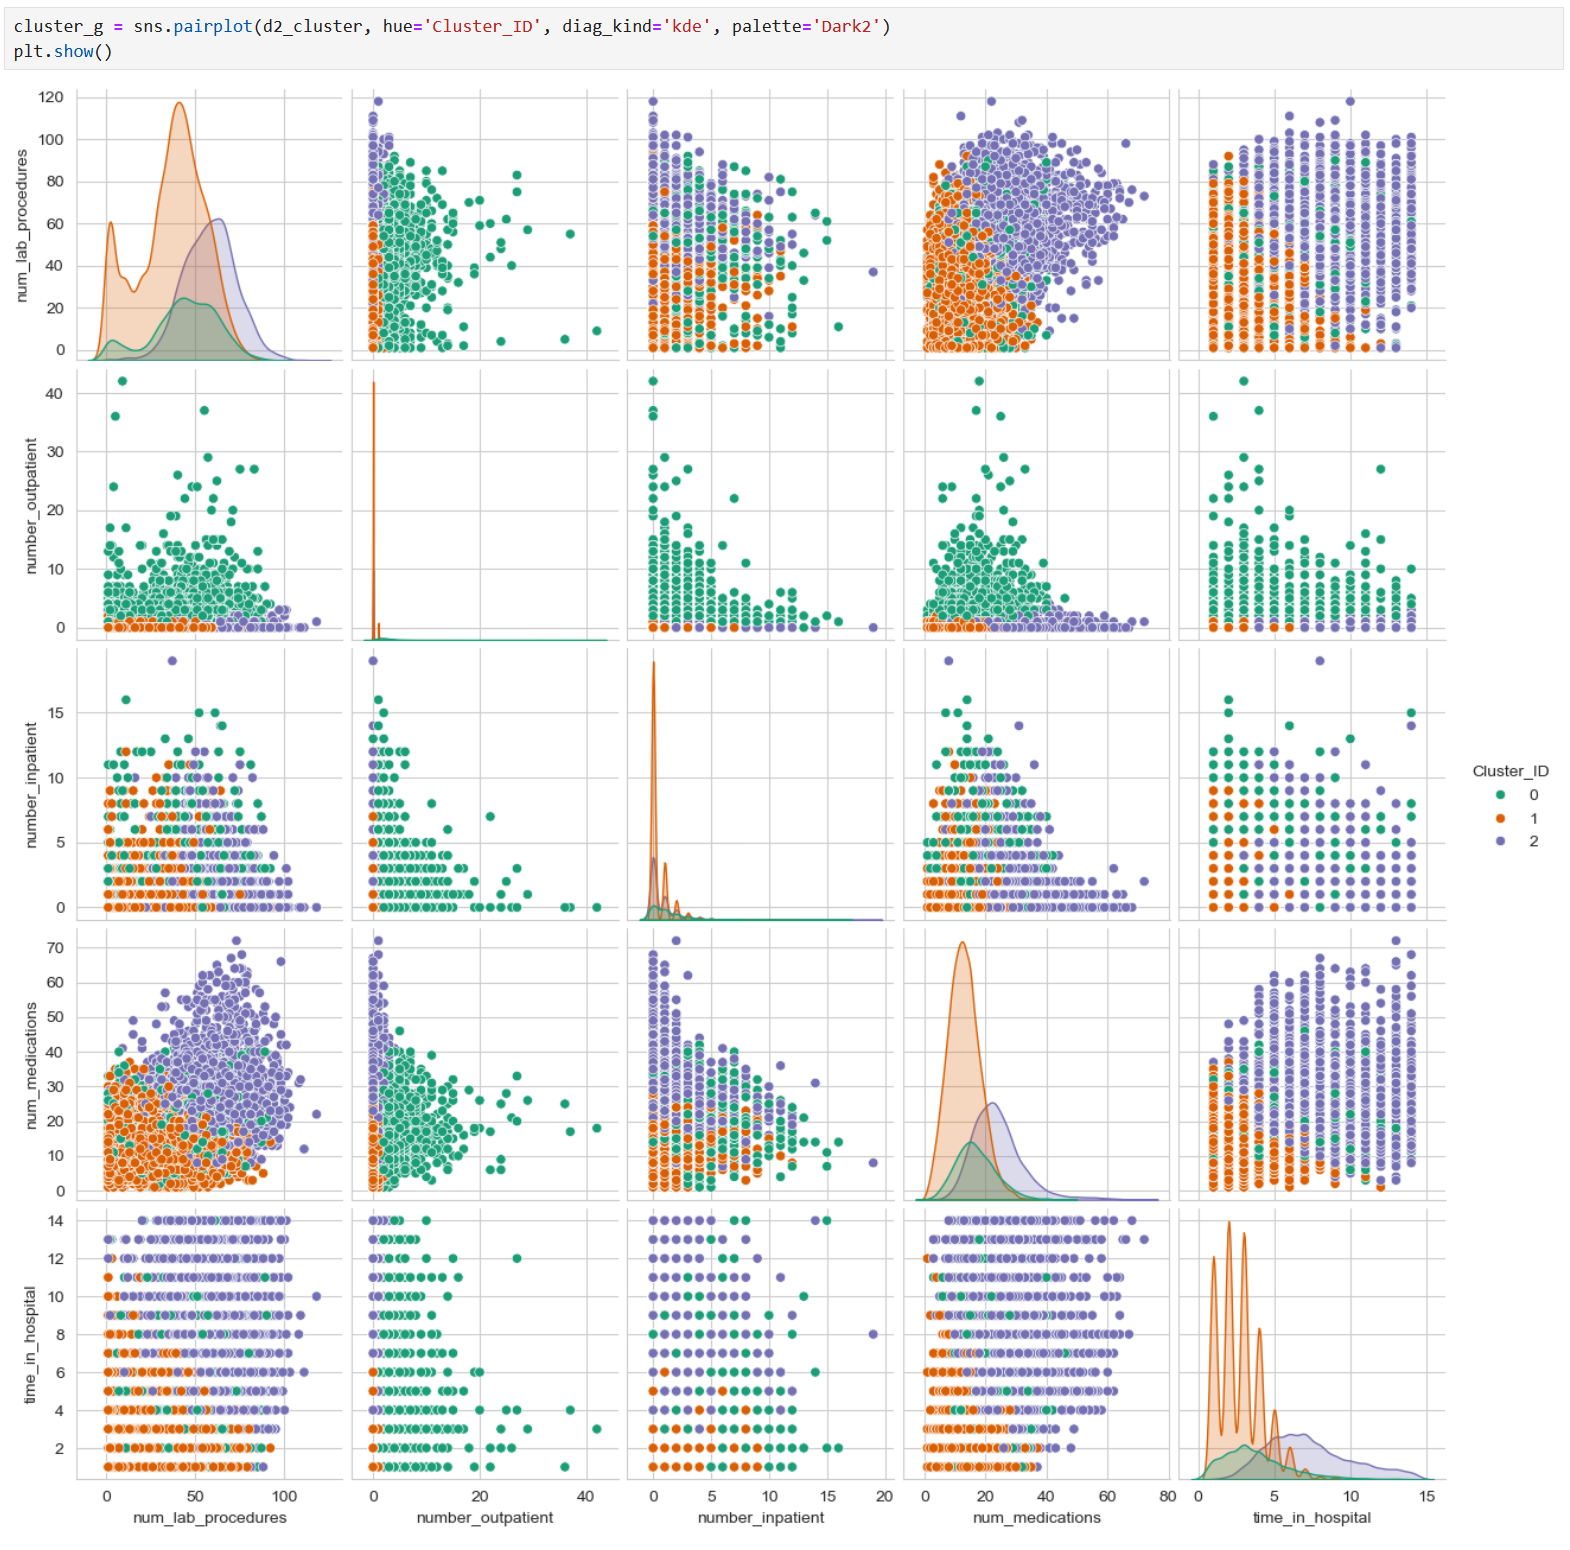 cluster_g = sns.pairplot(d2_cluster, hue='Cluster_ID', diag_kind='kde', palette='Dark2')
plt.show()
120
100
80
60
40
20
0
num_lab_procedures
40
30
20
10
0
number_outpatient
15
10
5
0
number_inpatient
70
60
50
40
30
20
10
0
num_medications
14
12
10
8
6
4
2
time_in_hospital
0 50 100
num_lab_procedures
0 20 40
number_outpatient
0 5 10 15 20
number_inpatient
0 20 40 60 80
num_medications
0 5 10 15
time_in_hospital
Cluster_ID
0
1
2